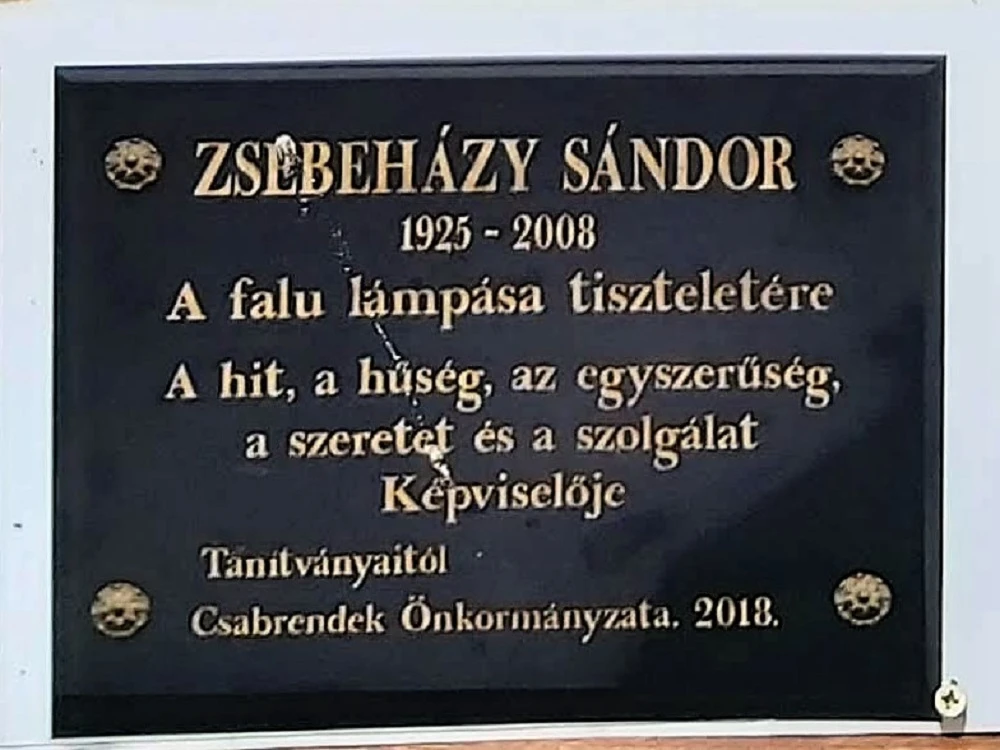 ZSEBEHÁZY SÁNDOR
1925 - 2008
A falu lámpása tiszteletére
A hit, a hűség, az egyszerűség,
a szeretet és a szolgálat
Képviselője
Tanítványaitól
Csabrendek Önkormányzata. 2018.